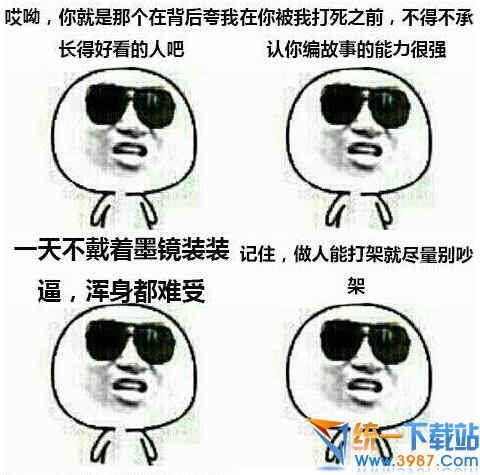 哎呦，你就是那个在背后夸我
长得好看的人吧
在你被我打死之前，不得不承
认你编故事的能力很强
一天不戴着墨镜装装
逼，浑身都难受
记住，做人能打架就尽量别吵
架
统一下载站
www.3987.com